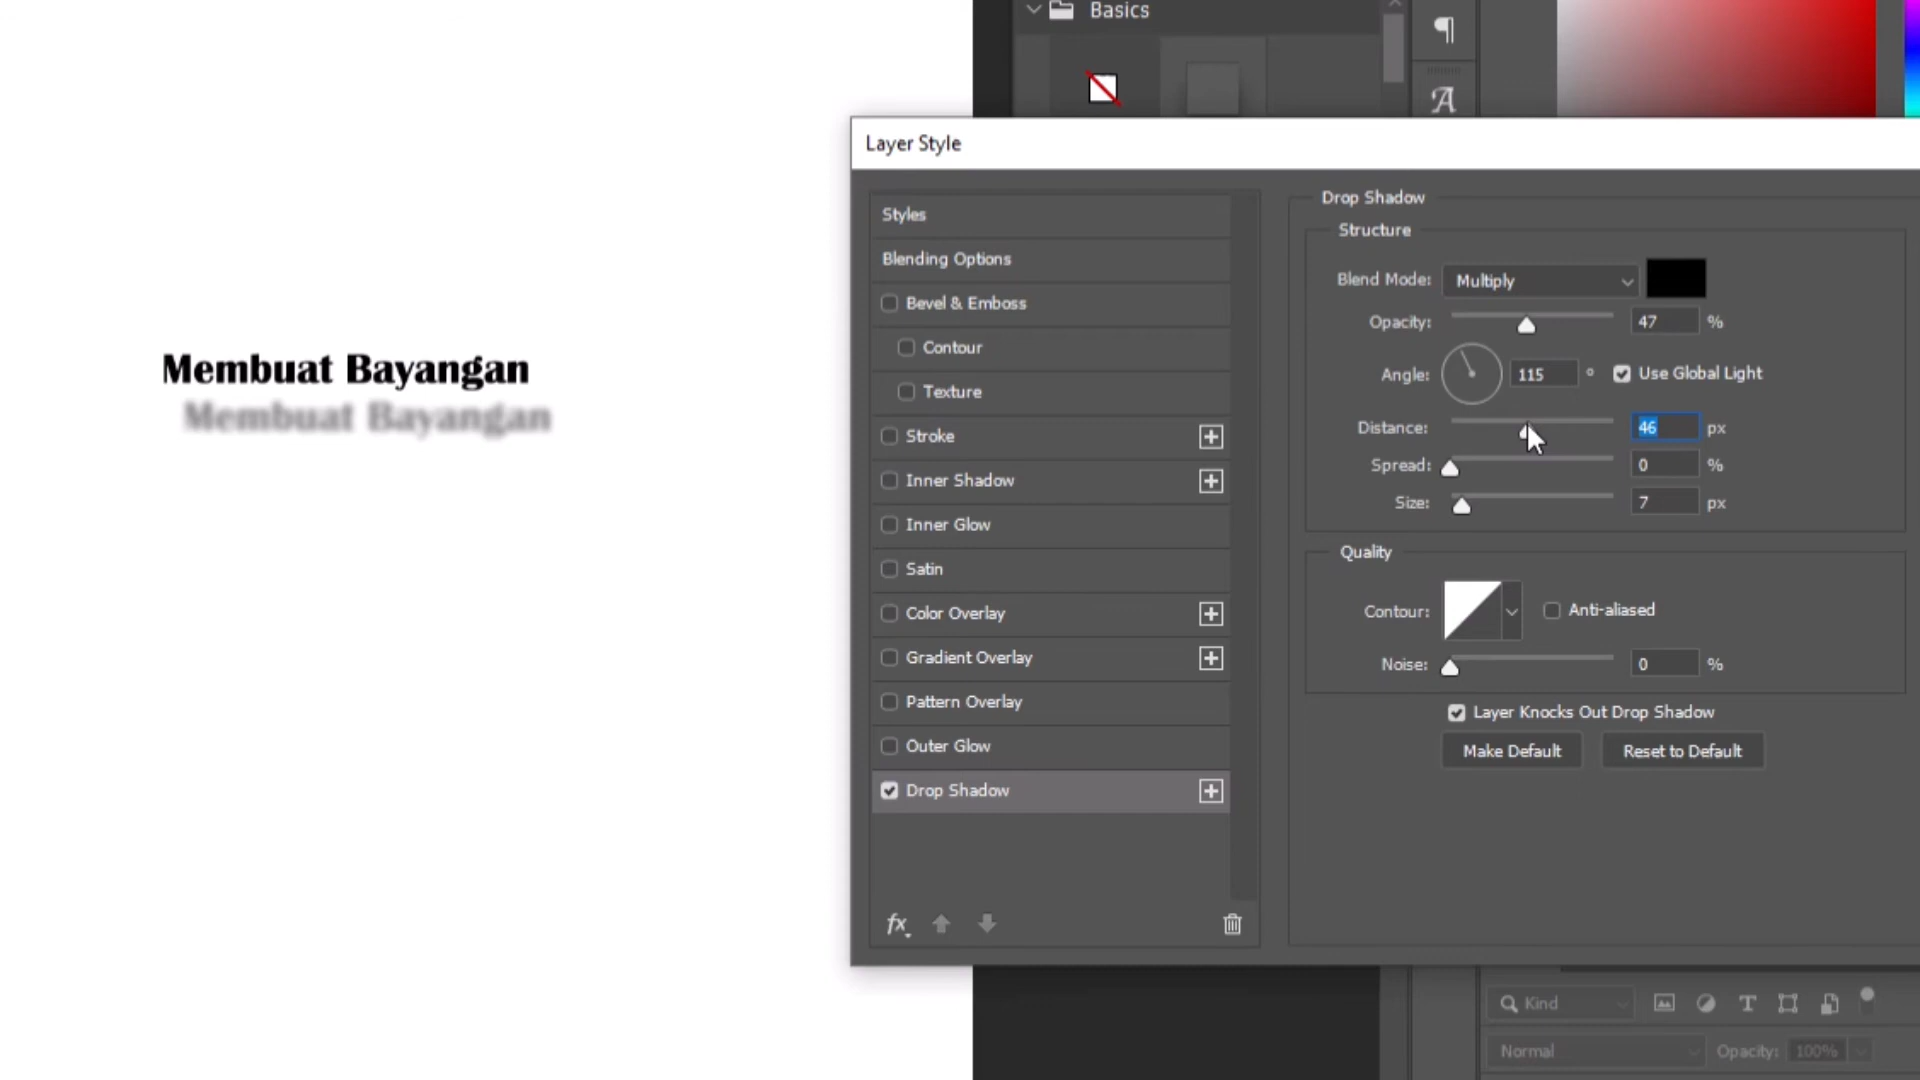 Basics
Layer Style
Membuat Bayangan
Membuat Bayangan
Styles
Blending Options
Bevel & Emboss
Contour
Texture
Stroke
Inner Shadow
Inner Glow
Satin
Color Overlay
Gradient Overlay
Pattern Overlay
Outer Glow
Drop Shadow
fx
Drop Shadow
Structure
Blend Mode: Multiply
Opacity: 47 %
Angle: 115 ° Use Global Light
Distance: 46 px
Spread: 0 %
Size: 7 px
Quality
Contour: Anti-aliased
Noise: 0 %
Layer Knocks Out Drop Shadow
Make Default Reset to Default
Kind
Normal Opacity: 100%